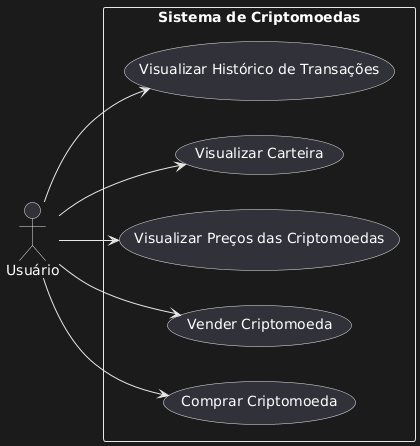 Sistema de Criptomoedas
Visualizar Histórico de Transações
Visualizar Carteira
Visualizar Preços das Criptomoedas
Usuário
Vender Criptomoeda
Comprar Criptomoeda